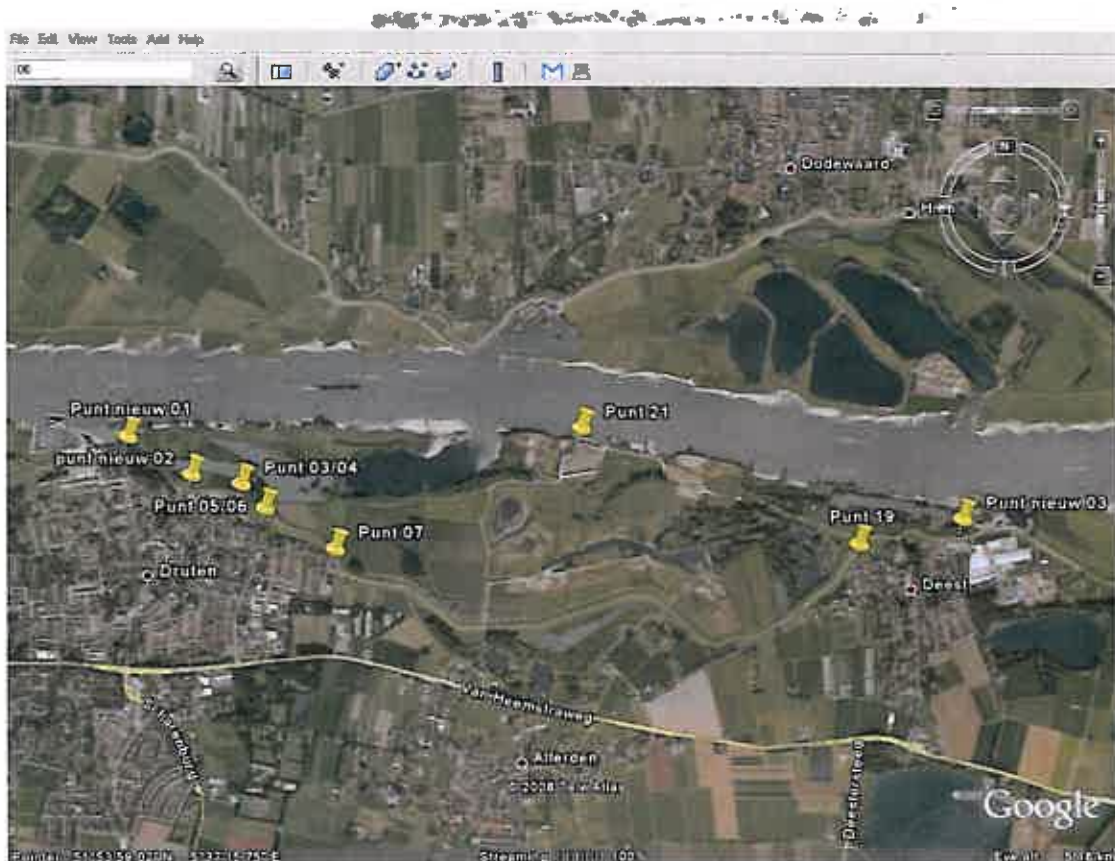 File Edit View Tools Add Help
Dodewaard
Hien
N
Punt nieuw 01
Punt 21
punt nieuw 02
Punt 03/04
Punt nieuw 03
Punt 05/06
Punt 19
Punt 07
Druten
Deest
Van Heemstraweg
Afferden
Deestersteeg
Google